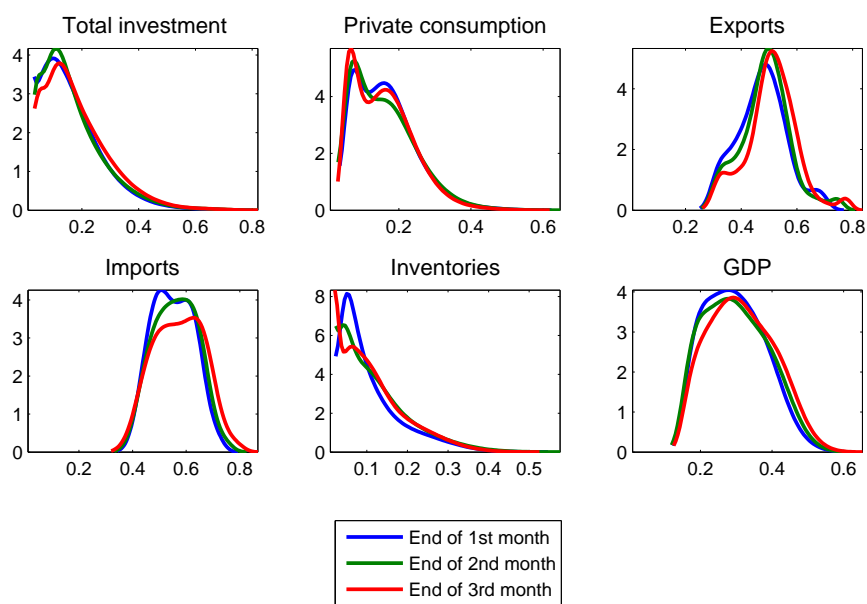 Total investment
Private consumption
Exports
4
3
2
1
0
0.2 0.4 0.6 0.8
4
2
0
0.2 0.4 0.6
4
2
0
0.2 0.4 0.6 0.8
Imports
Inventories
GDP
4
3
2
1
0
0.2 0.4 0.6 0.8
8
6
4
2
0
0.1 0.2 0.3 0.4 0.5
4
3
2
1
0
0.2 0.4 0.6
End of 1st month
End of 2nd month
End of 3rd month